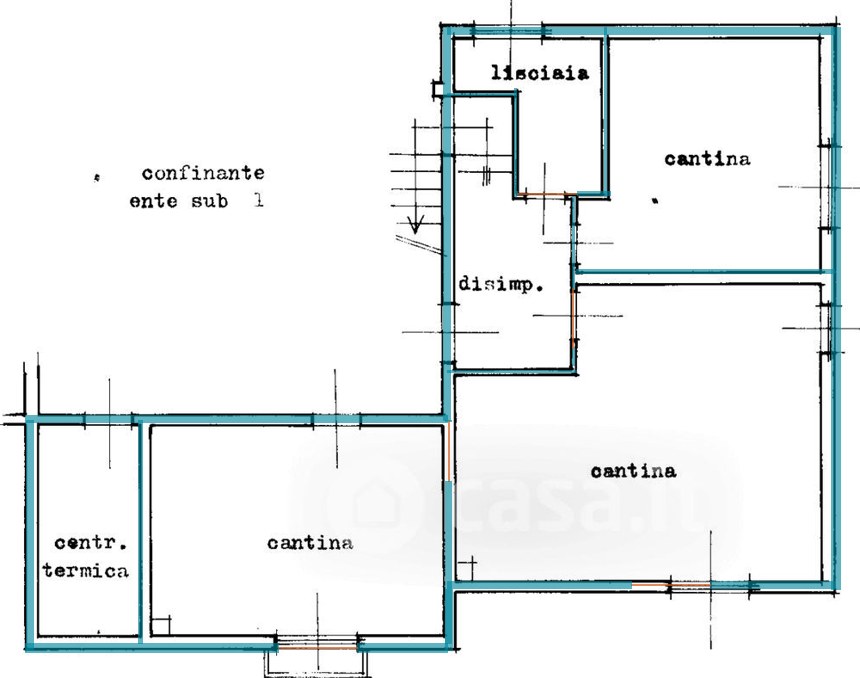 lisciaia
cantina
confinante
ente sub 1
disimp.
cantina
casa.it
centr.
termica
cantina